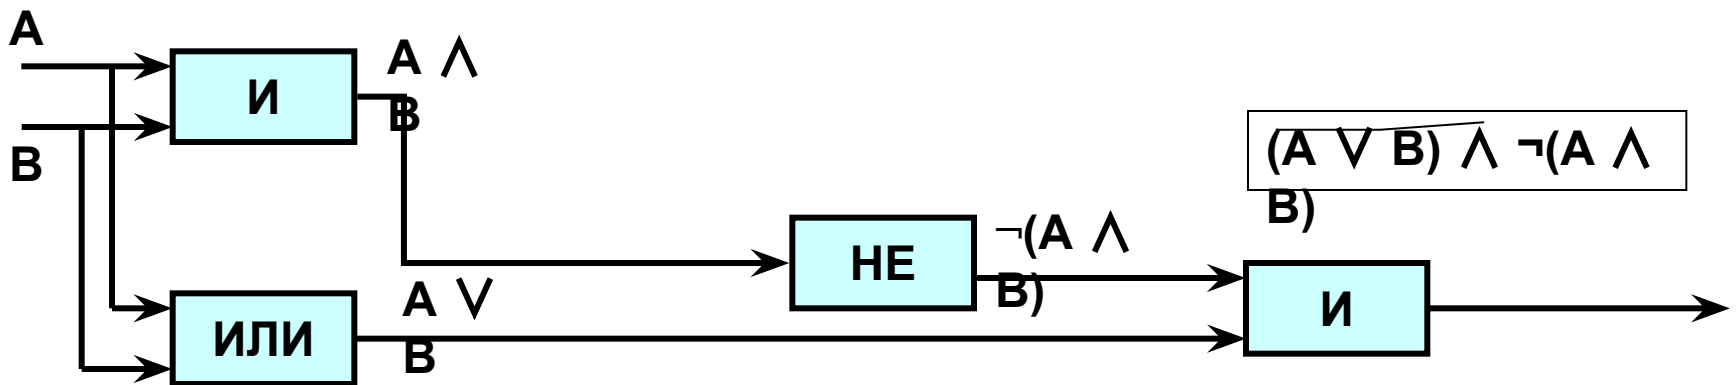 А
И
А ∧
В
В
(А ∨ В) ∧ ¬(А ∧
В)
НЕ
¬(А ∧
В)
И
А ∨
В
ИЛИ